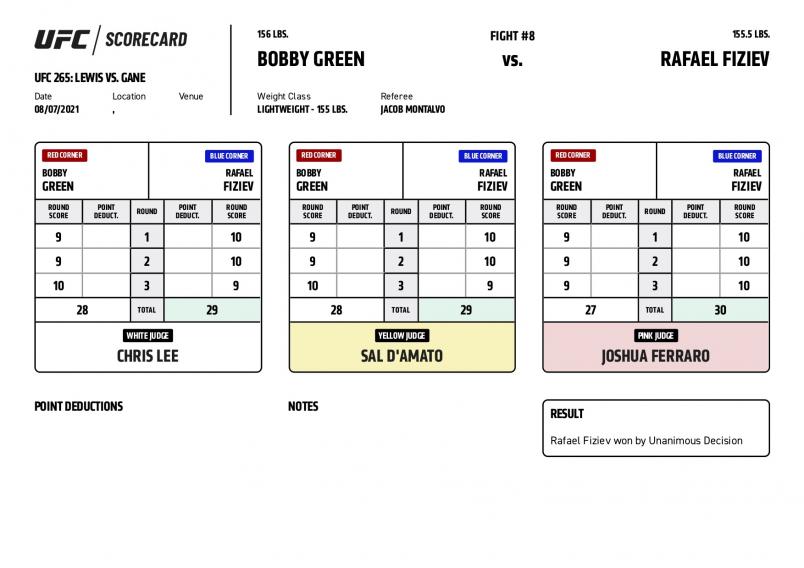 UFC / SCORECARD
UFC 265: LEWIS VS. GANE
Date Location Venue
08/07/2021 ,
156 LBS. FIGHT #8 155.5 LBS.
BOBBY GREEN VS. RAFAEL FIZIEV
Weight Class Referee
LIGHTWEIGHT - 155 LBS. JACOB MONTALVO
RED CORNER BLUE CORNER
BOBBY RAFAEL
GREEN FIZIEV
ROUND POINT ROUND POINT ROUND
SCORE DEDUCT. DEDUCT. SCORE
9 1 10
9 2 10
10 3 9
28 TOTAL 29
WHITE JUDGE
CHRIS LEE
RED CORNER BLUE CORNER
BOBBY RAFAEL
GREEN FIZIEV
ROUND POINT ROUND POINT ROUND
SCORE DEDUCT. DEDUCT. SCORE
9 1 10
9 2 10
9 3 10
28 TOTAL 29
YELLOW JUDGE
SAL D'AMATO
RED CORNER BLUE CORNER
BOBBY RAFAEL
GREEN FIZIEV
ROUND POINT ROUND POINT ROUND
SCORE DEDUCT. DEDUCT. SCORE
9 1 10
9 2 10
9 3 10
27 TOTAL 30
PINK JUDGE
JOSHUA FERRARO
POINT DEDUCTIONS
NOTES
RESULT
Rafael Fiziev won by Unanimous Decision